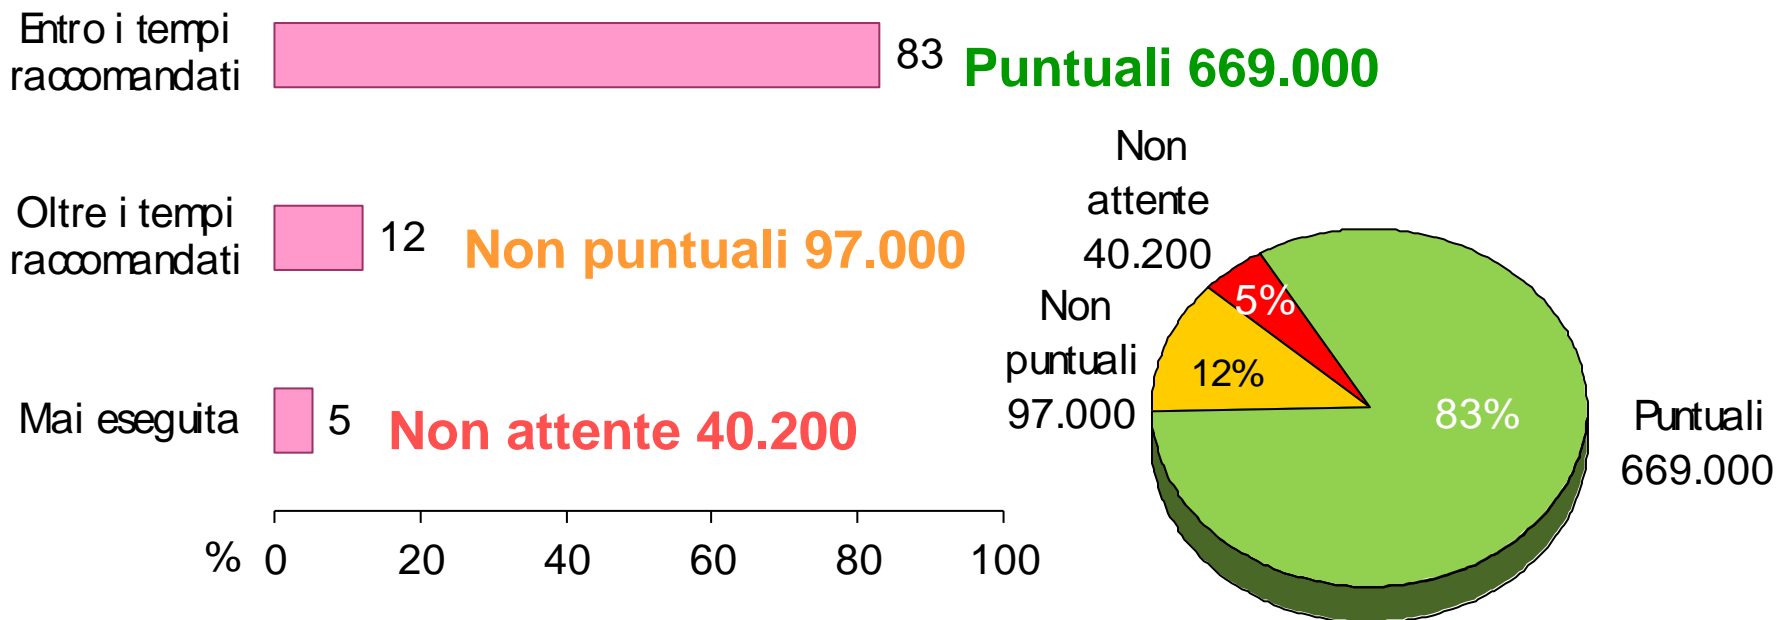 Entro i tempi
raccomandati
83
Puntuali 669.000
Oltre i tempi
raccomandati
12
Non puntuali 97.000
Mai eseguita
5
Non attente 40.200
% 0 20 40 60 80 100
Non
attente
40.200
5%
Non
puntuali
97.000
12%
83%
Puntuali
669.000